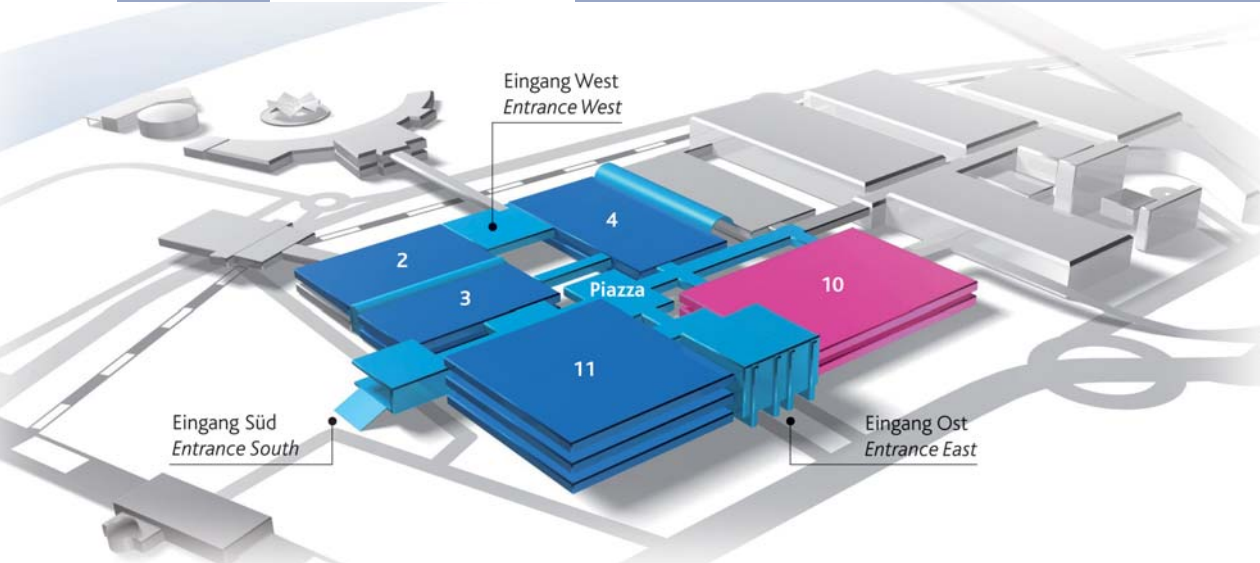 Eingang West
Entrance West
4
2
3
Piazza
10
11
Eingang Süd
Entrance South
Eingang Ost
Entrance East